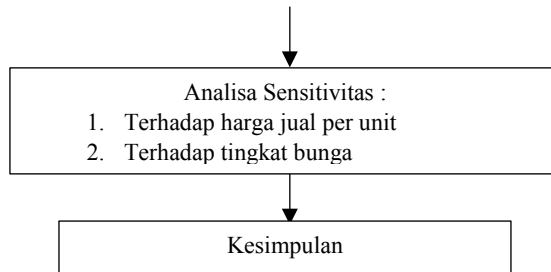 Analisa Sensitivitas :
1. Terhadap harga jual per unit
2. Terhadap tingkat bunga
Kesimpulan